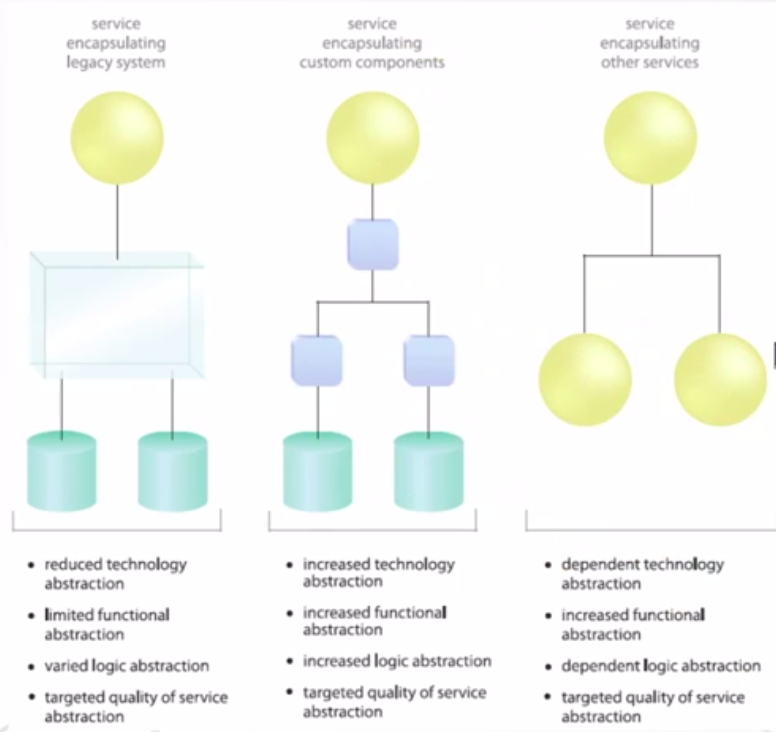 service
encapsulating
legacy system
service
encapsulating
custom components
service
encapsulating
other services
• reduced technology
abstraction
• limited functional
abstraction
• varied logic abstraction
• targeted quality of service
abstraction
• increased technology
abstraction
• increased functional
abstraction
• increased logic abstraction
• targeted quality of service
abstraction
• dependent technology
abstraction
• increased functional
abstraction
• dependent logic abstraction
• targeted quality of service
abstraction